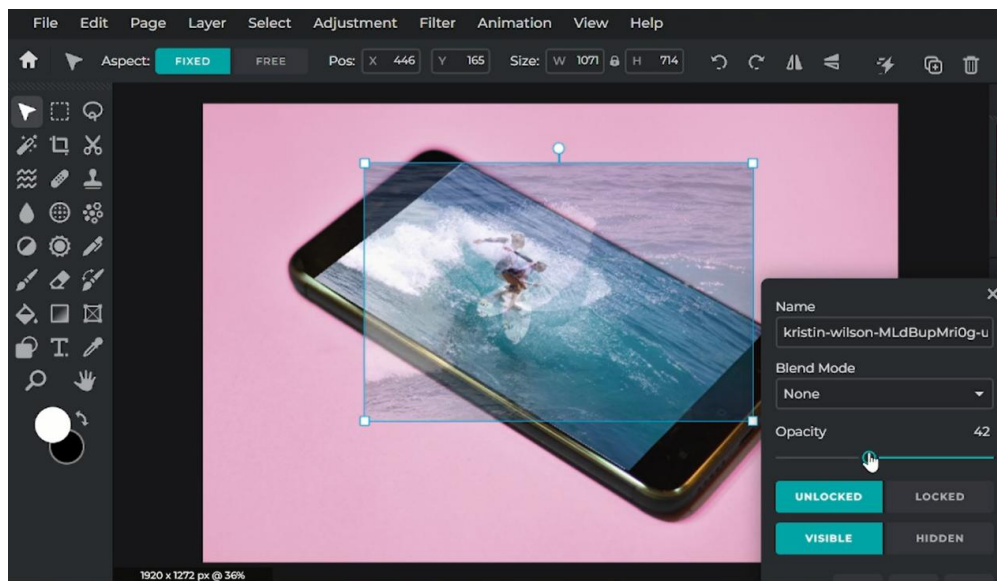 File Edit Page Layer Select Adjustment Filter Animation View Help
Aspect: FIXED FREE Pos: X 446 Y 165 Size: W 1071 H 714
Name
kristin-wilson-MLdBupMri0g-u
Blend Mode
None
Opacity 42
UNLOCKED LOCKED
VISIBLE HIDDEN
1920 x 1272 px @ 36%